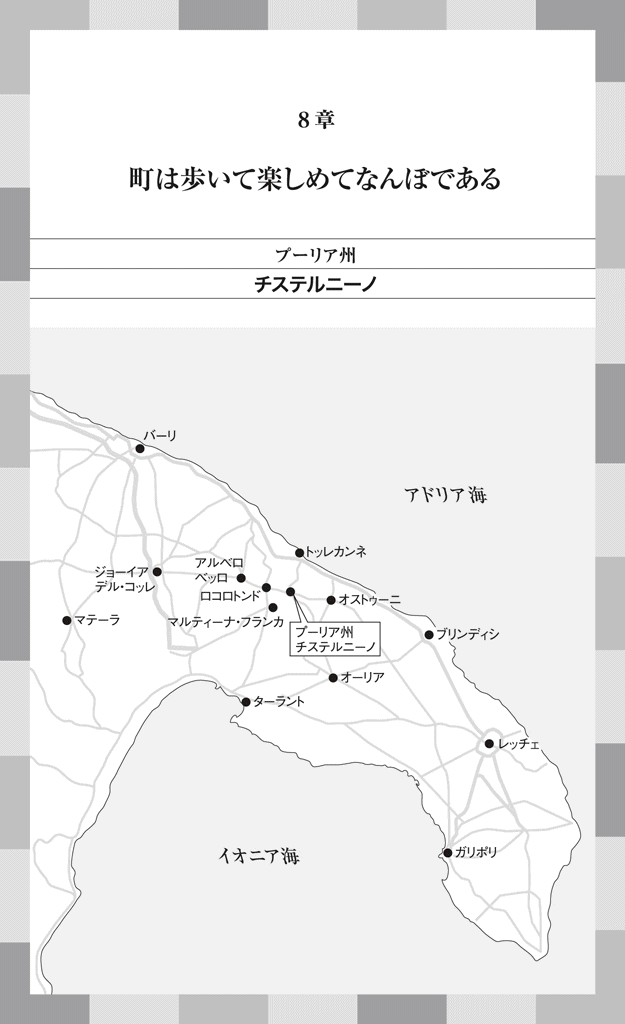 8章
町は歩いて楽しめてなんぼである
プーリア州
チステルニーノ
バーリ
アドリア海
トッレカンネ
アルベロ
ベッロ
ジョーイア
デル・コッレ
ロコロトンド
オストゥーニ
マテーラ
マルティーナ・フランカ
プーリア州
チステルニーノ
ブリンディシ
オーリア
ターラント
レッチェ
イオニア海
ガリポリ